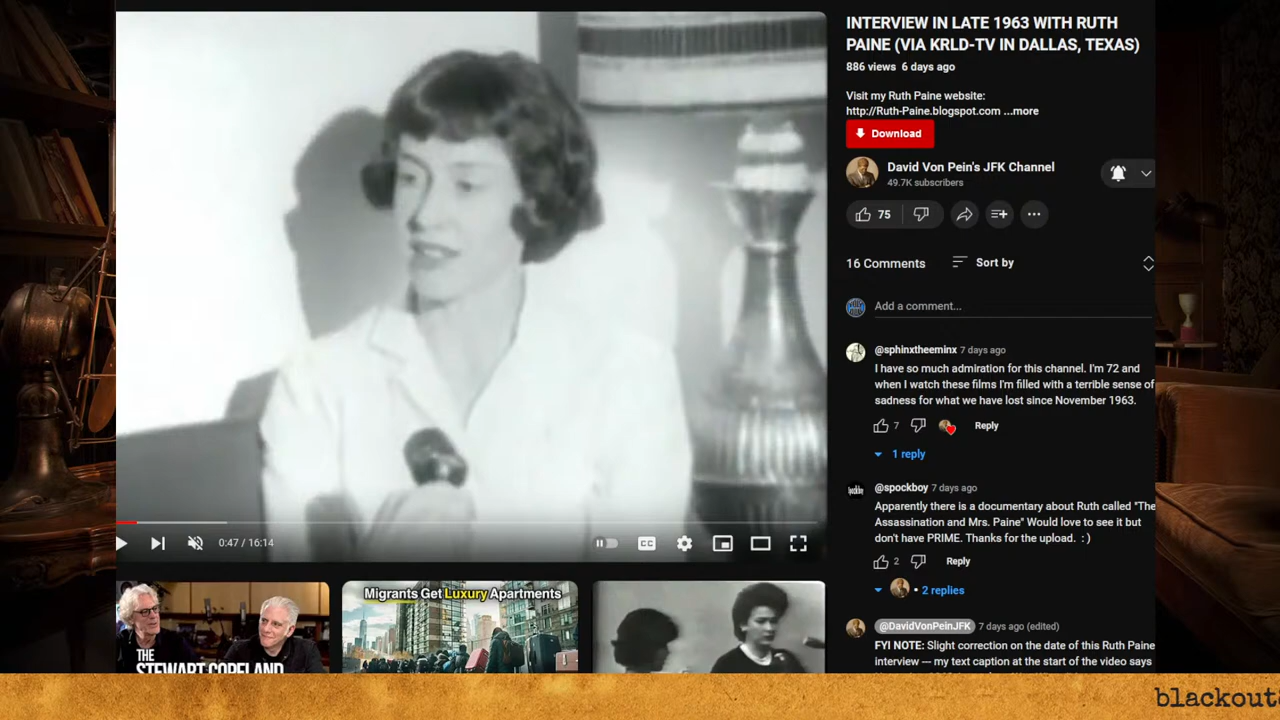 INTERVIEW IN LATE 1963 WITH RUTH
PAINE (VIA KRLD-TV IN DALLAS, TEXAS)
886 views 6 days ago
Visit my Ruth Paine website:
http://Ruth-Paine.blogspot.com ...more
Download
David Von Pein's JFK Channel
49.7K subscribers
75
16 Comments
Sort by
Add a comment...
@sphinxtheeminx 7 days ago
I have so much admiration for this channel. I'm 72 and
when I watch these films I'm filled with a terrible sense of
sadness for what we have lost since November 1963.
7
Reply
1 reply
@spockboy 7 days ago
Apparently there is a documentary about Ruth called "The
Assassination and Mrs. Paine" Would love to see it but
don't have PRIME. Thanks for the upload. : )
2
Reply
2 replies
@DavidVonPeinJFK 7 days ago (edited)
FYI NOTE: Slight correction on the date of this Ruth Paine
interview — my text caption at the start of the video says
0:47 / 16:14
CC
THE
STEWART COPELAND
Migrants Get Luxury Apartments